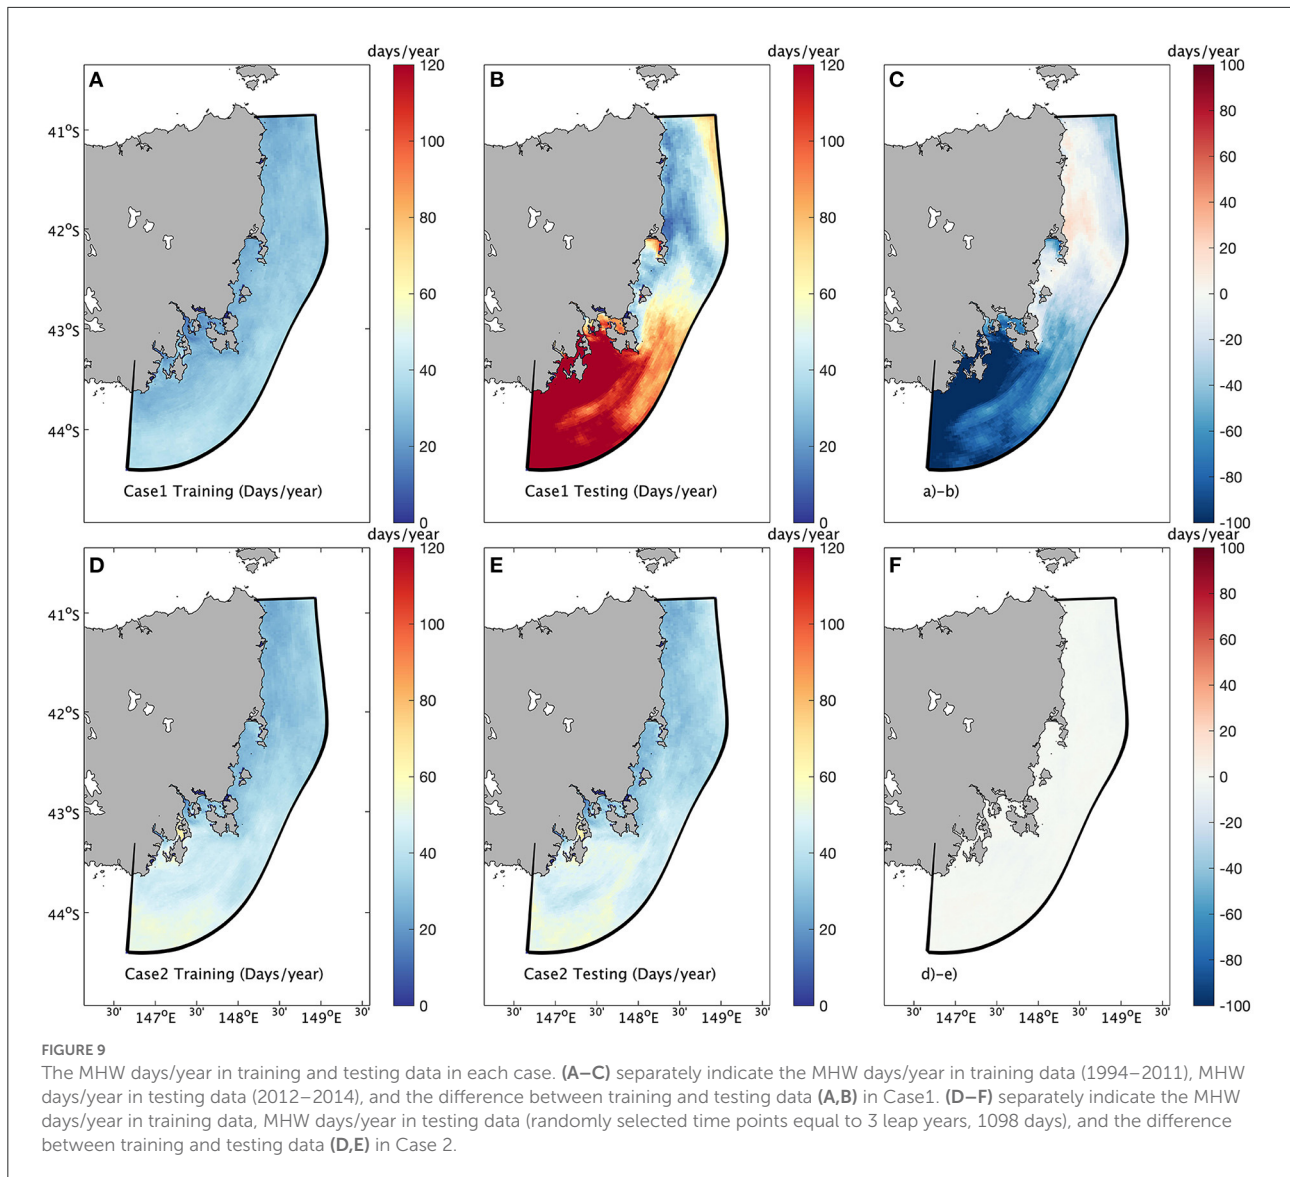 days/year
days/year
days/year
A
B
C
120
100
80
60
40
20
0
120
100
80
60
40
20
0
100
80
60
40
20
0
-20
-40
-60
-80
-100
41°S
42°S
43°S
44°S
Case1 Training (Days/year)
Case1 Testing (Days/year)
a)-b)
days/year
days/year
days/year
D
E
F
120
100
80
60
40
20
0
120
100
80
60
40
20
0
100
80
60
40
20
0
-20
-40
-60
-80
-100
41°S
42°S
43°S
44°S
Case2 Training (Days/year)
Case2 Testing (Days/year)
d)-e)
30' 147°E 30' 148°E 30' 149°E
30' 147°E 30' 148°E 30' 149°E
30' 147°E 30' 148°E 30' 149°E
FIGURE 9
The MHW days/year in training and testing data in each case. (A–C) separately indicate the MHW days/year in training data (1994–2011), MHW
days/year in testing data (2012–2014), and the difference between training and testing data (A,B) in Case1. (D–F) separately indicate the MHW
days/year in training data, MHW days/year in testing data (randomly selected time points equal to 3 leap years, 1098 days), and the difference
between training and testing data (D,E) in Case 2.